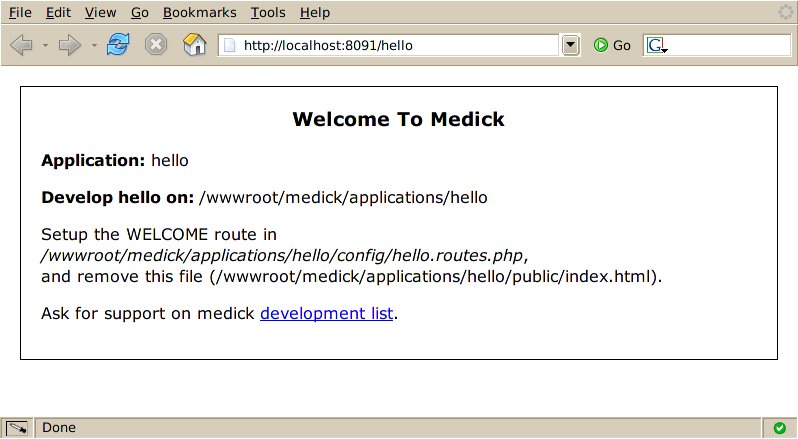 File Edit View Go Bookmarks Tools Help
http://localhost:8091/hello Go G
Welcome To Medick
Application: hello
Develop hello on: /wwwroot/medick/applications/hello
Setup the WELCOME route in
/wwwroot/medick/applications/hello/config/hello.routes.php,
and remove this file (/wwwroot/medick/applications/hello/public/index.html).
Ask for support on medick development list.
Done